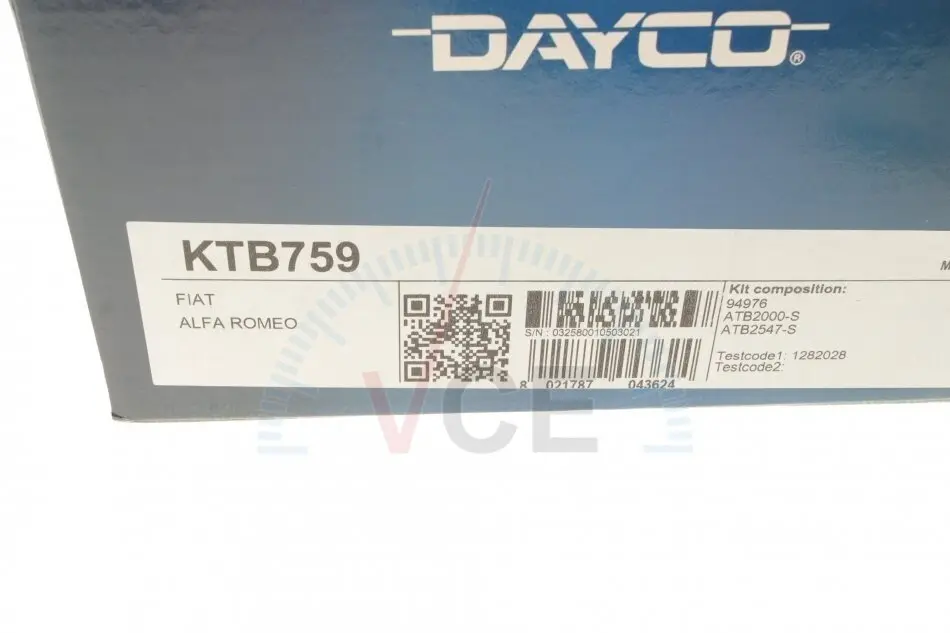 DAYCO®
KTB759
FIAT
ALFA ROMEO
S/N : 032580010503021
8 021787 043624
Kit composition:
94976
ATB2000-S
ATB2547-S
Testcode1: 1282028
Testcode2:
M
VCE